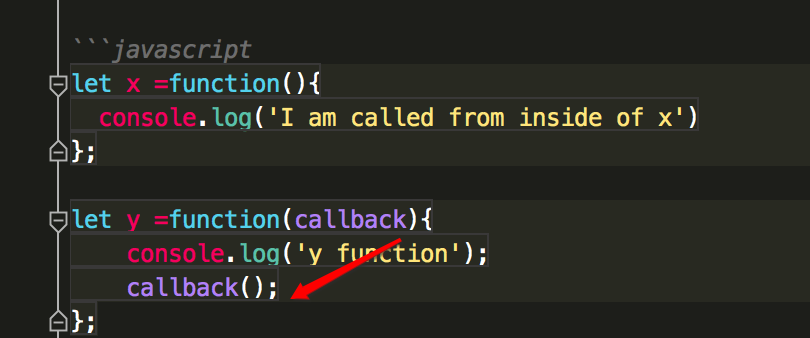 ```javascript
let x =function(){
  console.log('I am called from inside of x')
};
let y =function(callback){
    console.log('y function');
    callback();
};